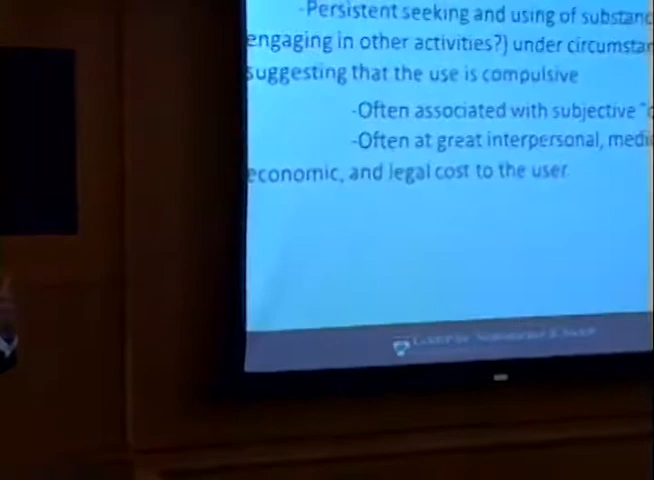 -Persistent seeking and using of substanc
engaging in other activities?) under circumstan
suggesting that the use is compulsive
-Often associated with subjective "c
-Often at great interpersonal, medic
economic, and legal cost to the user